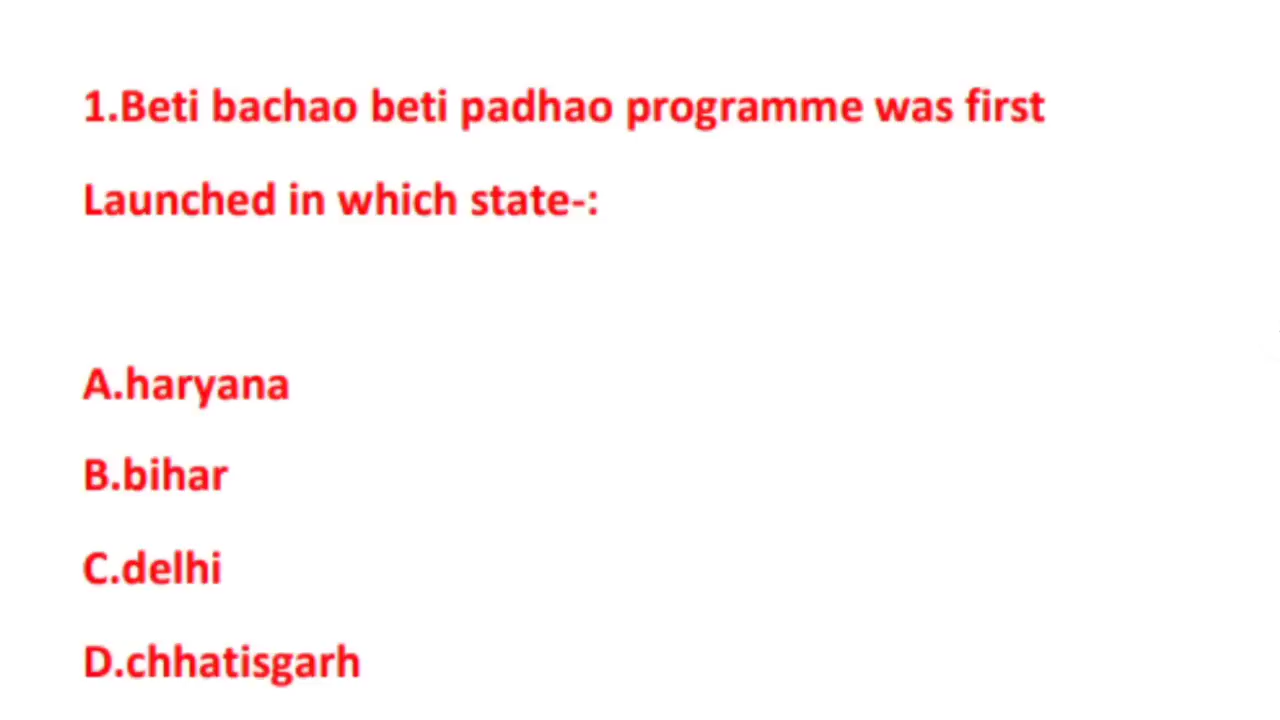 1.Beti bachao beti padhao programme was first
Launched in which state-:
A.haryana
B.bihar
C.delhi
D.chhatisgarh